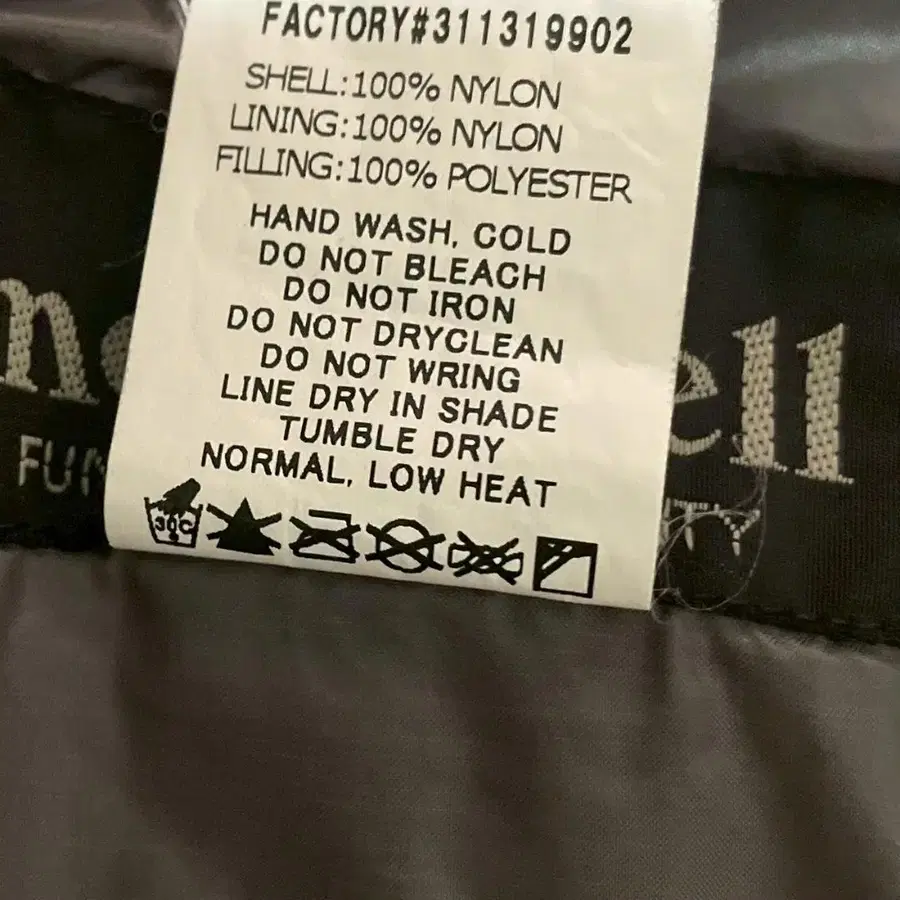 FACTORY#311319902
SHELL:100% NYLON
LINING:100% NYLON
FILLING:100% POLYESTER
HAND WASH, COLD
DO NOT BLEACH
DO NOT IRON
DO NOT DRYCLEAN
DO NOT WRING
LINE DRY IN SHADE
TUMBLE DRY
NORMAL, LOW HEAT
30C
ell